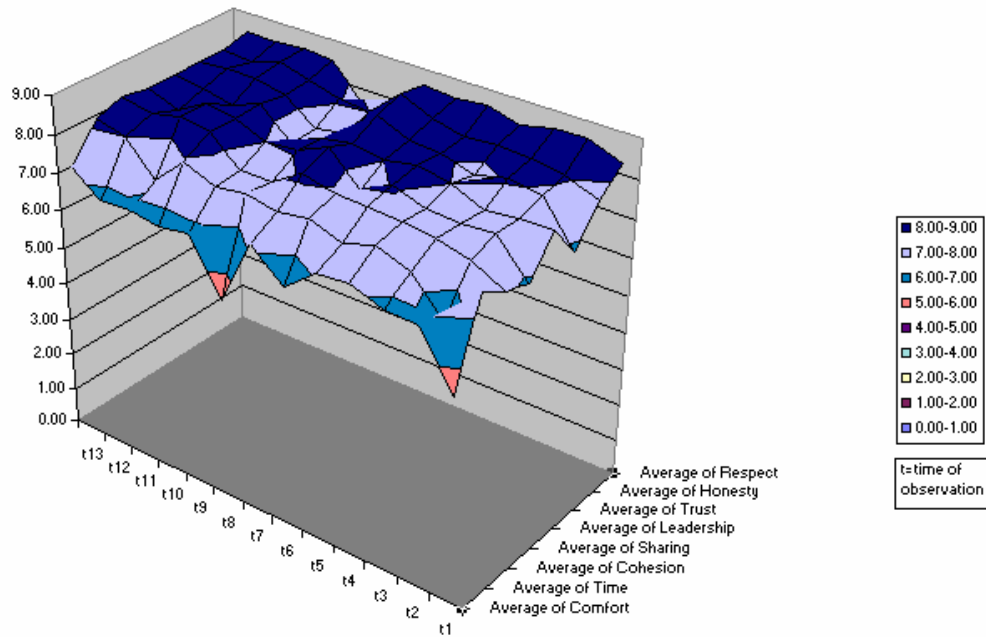 9.00
8.00
7.00
6.00
5.00
4.00
3.00
2.00
1.00
0.00
t13
t12
t11
t10
t9
t8
t7
t6
t5
t4
t3
t2
t1
Average of Respect
Average of Honesty
Average of Trust
Average of Leadership
Average of Sharing
Average of Cohesion
Average of Time
Average of Comfort
8.00-9.00
7.00-8.00
6.00-7.00
5.00-6.00
4.00-5.00
3.00-4.00
2.00-3.00
1.00-2.00
0.00-1.00
t=time of
observation